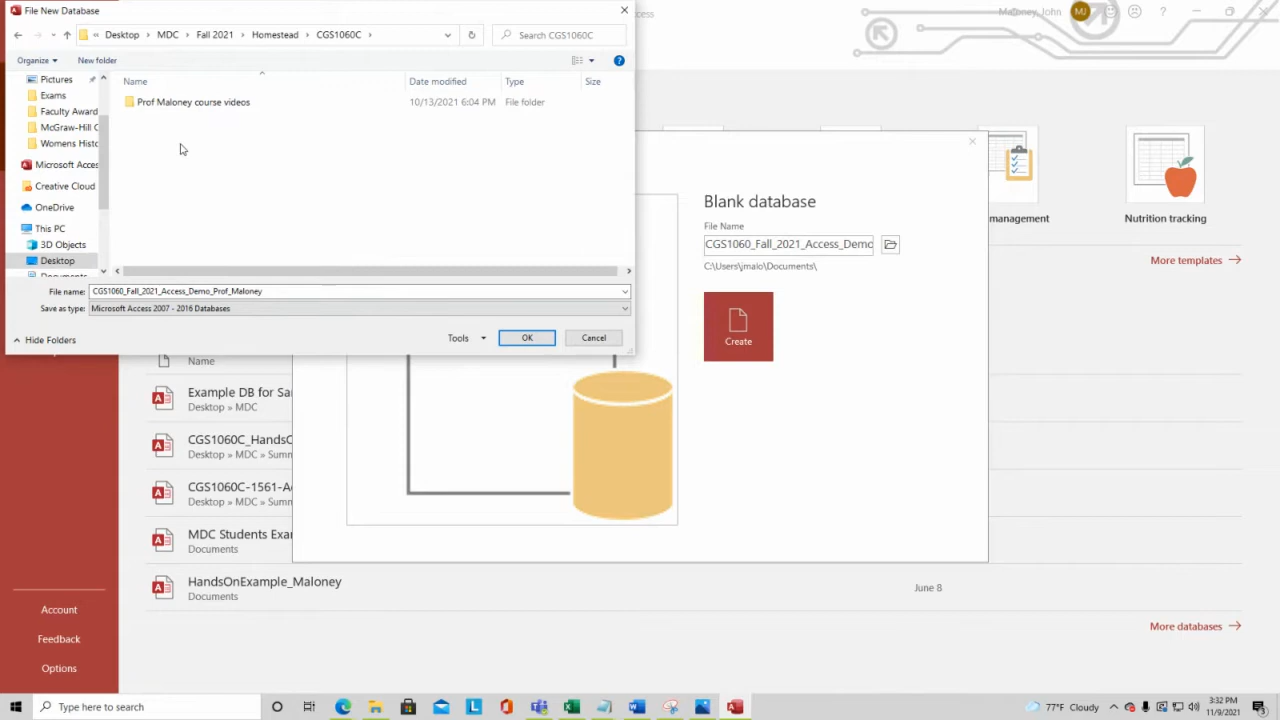 File New Database
ccess
Maloney, John
MJ
« Desktop › MDC › Fall 2021 › Homestead › CGS1060C ›
Search CGS1060C
Organize
New folder
Name
Date modified
Type
Size
Prof Maloney course videos
10/13/2021 6:04 PM
File folder
Pictures
Exams
Faculty Award
McGraw-Hill C
Womens Histo
Microsoft Acces
Creative Cloud
OneDrive
This PC
3D Objects
Desktop
Documents
File name:
CGS1060_Fall_2021_Access_Demo_Prof_Maloney
Save as type:
Microsoft Access 2007 - 2016 Databases
Hide Folders
Tools
OK
Cancel
Blank database
File Name
CGS1060_Fall_2021_Access_Demo
C:\Users\jmalo\Documents\
Create
management
Nutrition tracking
More templates
Name
Example DB for Sa
Desktop » MDC
CGS1060C_HandsO
Desktop » MDC » Summ
CGS1060C-1561-A
Desktop » MDC » Summ
MDC Students Exa
Documents
HandsOnExample_Maloney
Documents
June 8
More databases
Account
Feedback
Options
Type here to search
77°F Cloudy
3:32 PM
11/9/2021